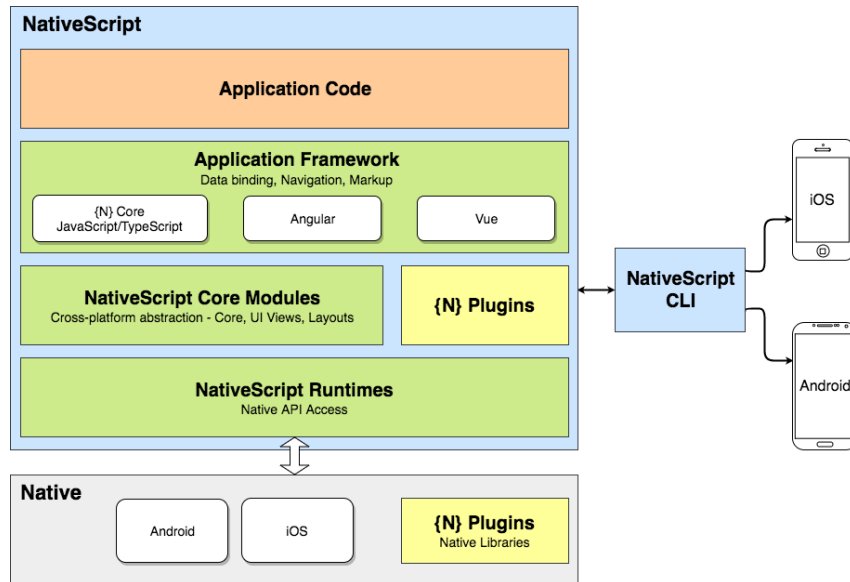 NativeScript
Application Code
Application Framework
Data binding, Navigation, Markup
{N} Core
JavaScript/TypeScript
Angular
Vue
NativeScript Core Modules
Cross-platform abstraction - Core, UI Views, Layouts
{N} Plugins
NativeScript Runtimes
Native API Access
NativeScript
CLI
iOS
Android
Native
Android
iOS
{N} Plugins
Native Libraries